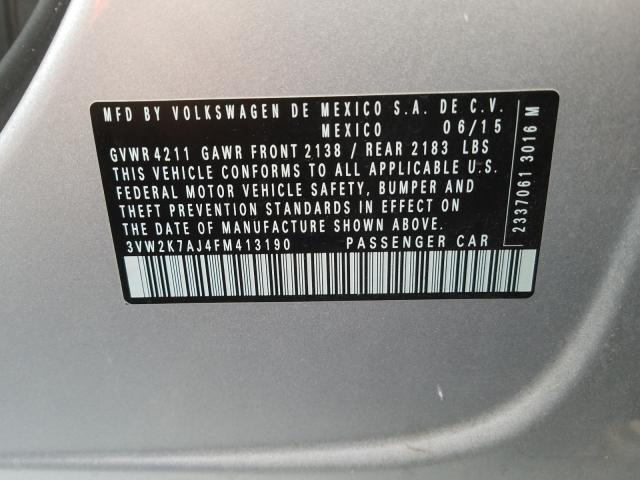 MFD BY VOLKSWAGEN DE MEXICO S.A. DE C.V.
MEXICO 06/15
GVWR 4211 GAWR FRONT 2138 / REAR 2183 LBS
THIS VEHICLE CONFORMS TO ALL APPLICABLE U.S.
FEDERAL MOTOR VEHICLE SAFETY, BUMPER AND
THEFT PREVENTION STANDARDS IN EFFECT ON
THE DATE OF MANUFACTURE SHOWN ABOVE.
3VW2K7AJ4FM413190 PASSENGER CAR
2337061 3016 M